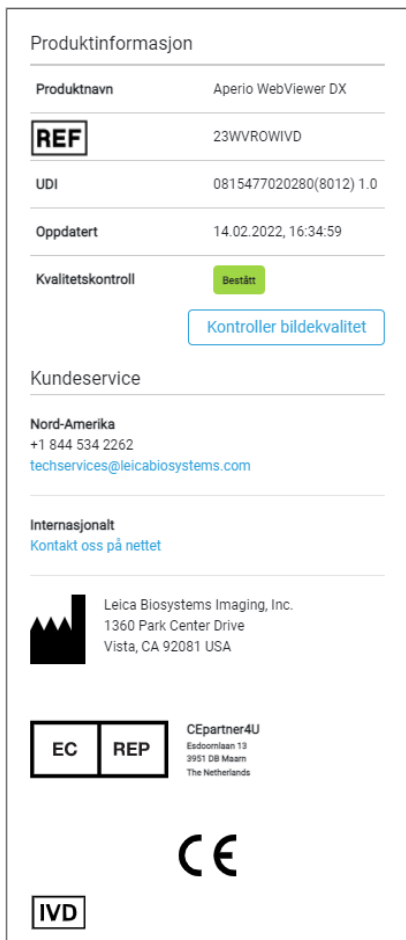 Produktinformasjon
Produktnavn Aperio WebViewer DX
REF 23WVROWIVD
UDI 0815477020280(8012) 1.0
Oppdatert 14.02.2022, 16:34:59
Kvalitetskontroll Bestått
Kontroller bildekvalitet
Kundeservice
Nord-Amerika
+1 844 534 2262
techservices@leicabiosystems.com
Internasjonalt
Kontakt oss på nettet
Leica Biosystems Imaging, Inc.
1360 Park Center Drive
Vista, CA 92081 USA
EC REP
CEpartner4U
Esdoornlaan 13
3951 DB Maarn
The Netherlands
CE
IVD